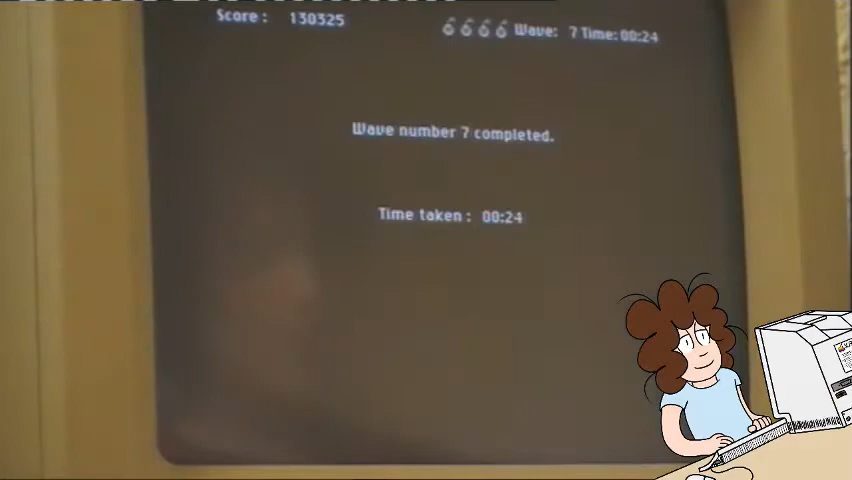 Score: 130325
Wave: 7 Time: 00:24
Wave number 7 completed.
Time taken: 00:24